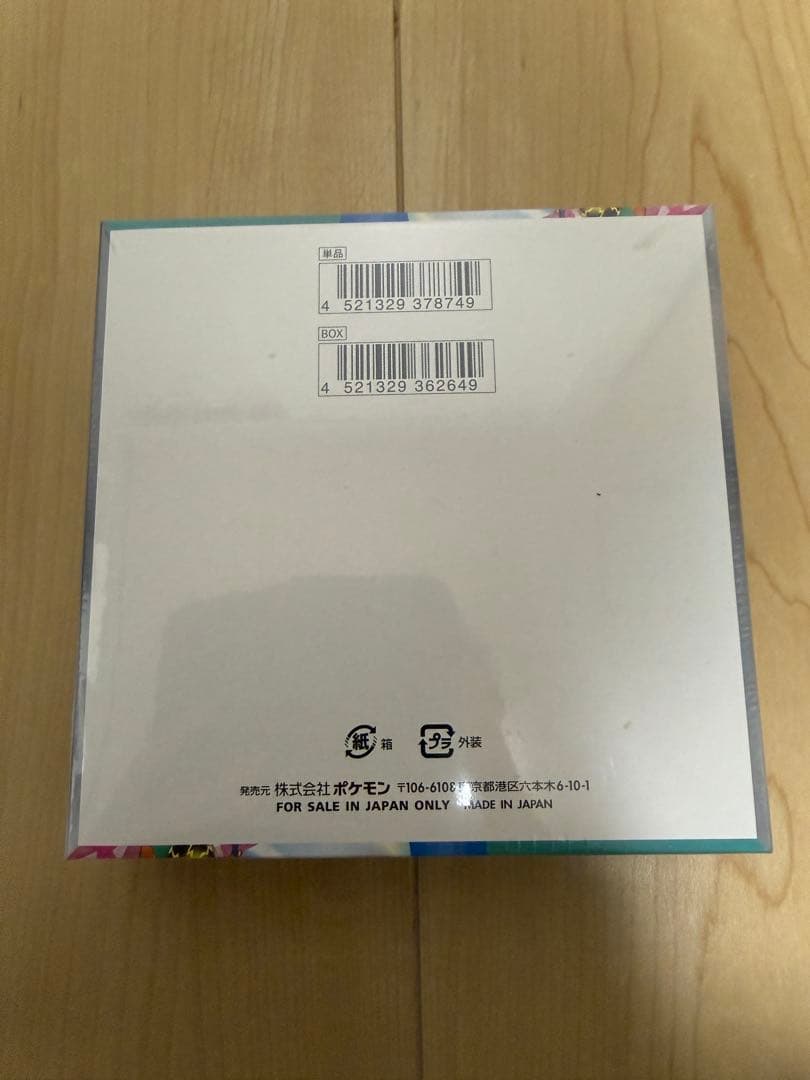 単品
4 521329 378749
BOX
4 521329 362649
紙 箱 プラ 外装
発売元 株式会社 ポケモン 〒106-6108 東京都港区六本木6-10-1
FOR SALE IN JAPAN ONLY MADE IN JAPAN